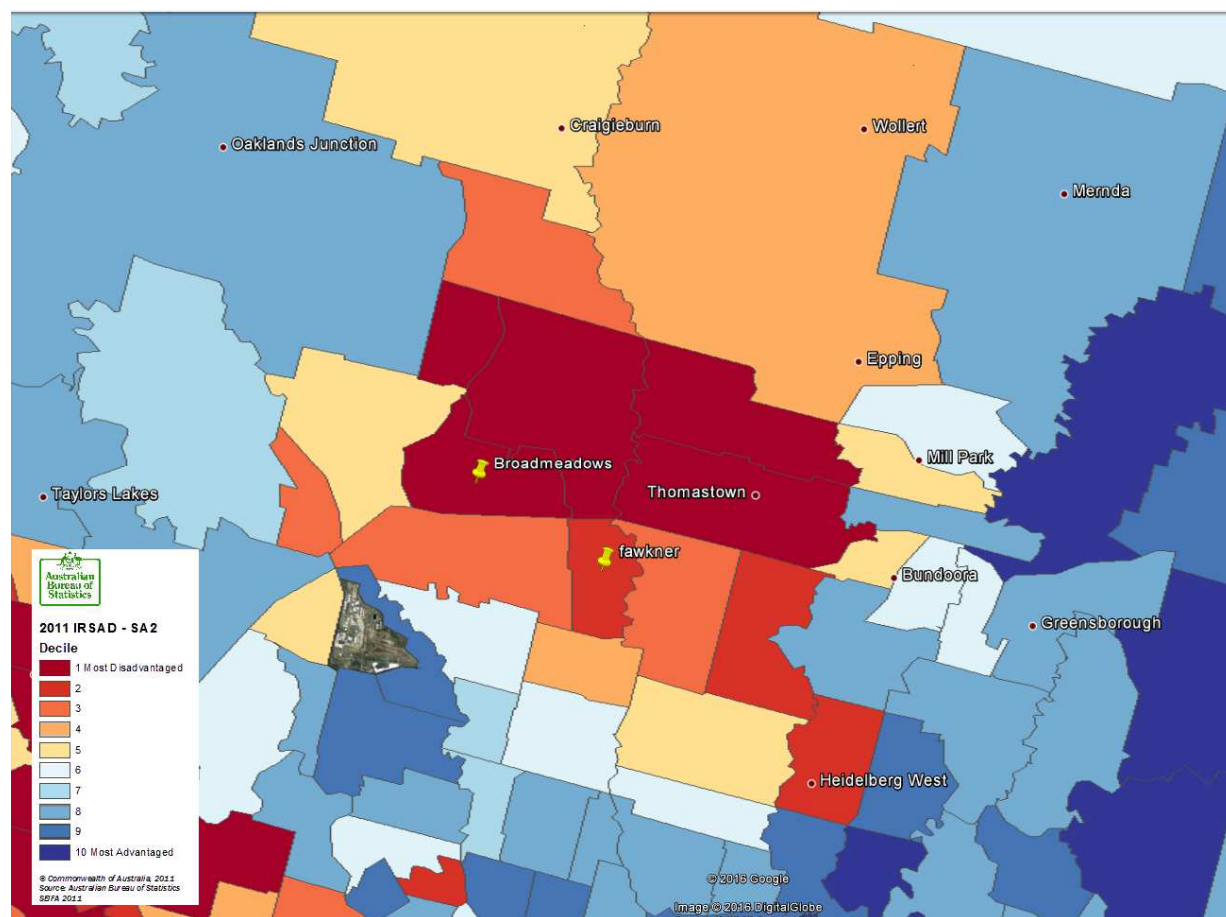 Craigieburn
Wollert
Oaklands Junction
Mernda
Epping
Broadmeadows
Mill Park
Taylors Lakes
Thomastown
fawkner
Bundoora
Greensborough
Heidelberg West
Australian
Bureau of
Statistics
2011 IRSAD - SA2
Decile
1 Most Disadvantaged
2
3
4
5
6
7
8
9
10 Most Advantaged
© Commonwealth of Australia, 2011
Source: Australian Bureau of Statistics
SEIFA 2011
© 2016 Google
Image © 2016 DigitalGlobe